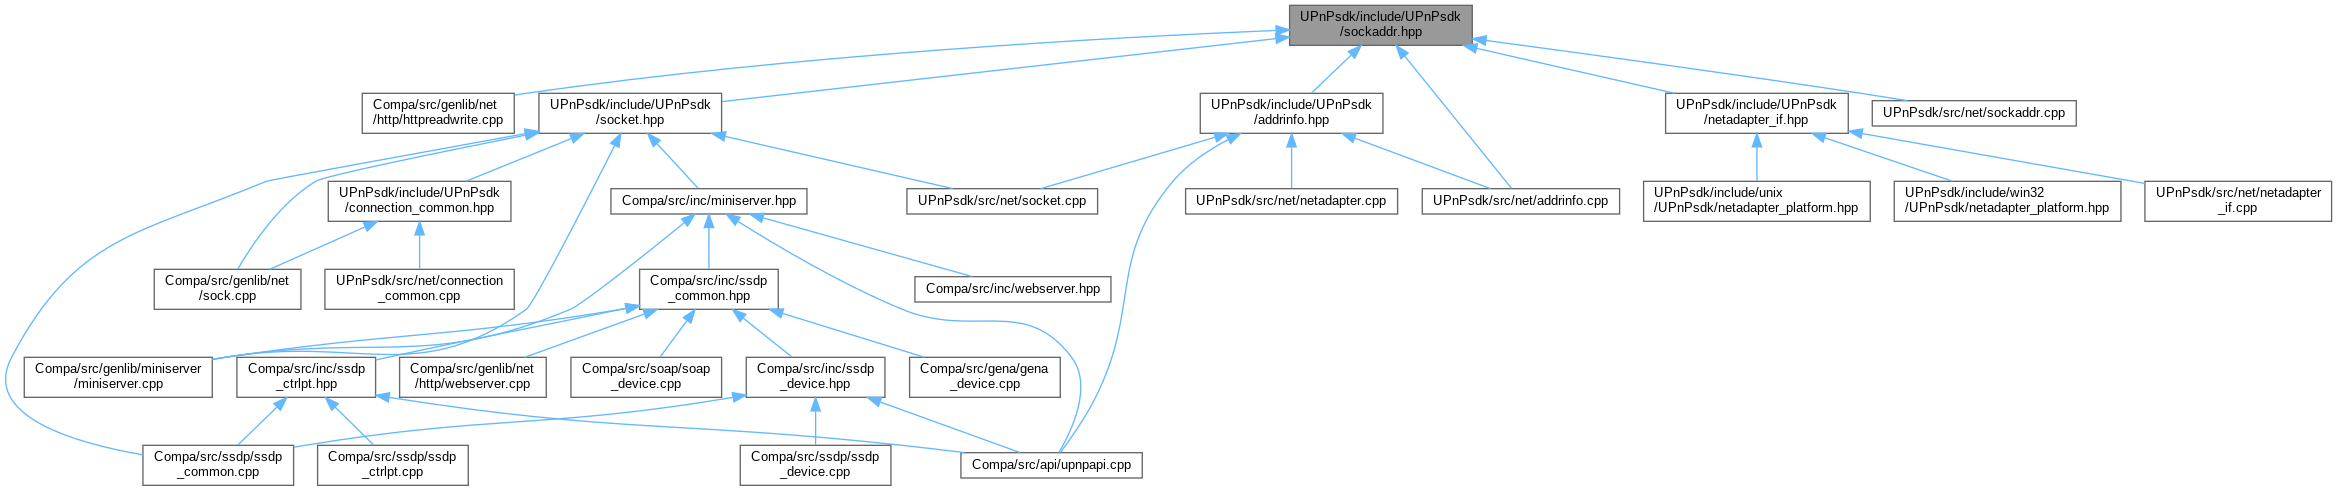 UPnPsdk/include/UPnPsdk
/sockaddr.hpp
Compa/src/genlib/net
/http/httpreadwrite.cpp
UPnPsdk/include/UPnPsdk
/socket.hpp
UPnPsdk/include/UPnPsdk
/addrinfo.hpp
UPnPsdk/include/UPnPsdk
/netadapter_if.hpp
UPnPsdk/src/net/sockaddr.cpp
UPnPsdk/include/UPnPsdk
/connection_common.hpp
Compa/src/inc/miniserver.hpp
UPnPsdk/src/net/socket.cpp
UPnPsdk/src/net/netadapter.cpp
UPnPsdk/src/net/addrinfo.cpp
UPnPsdk/include/unix
/UPnPsdk/netadapter_platform.hpp
UPnPsdk/include/win32
/UPnPsdk/netadapter_platform.hpp
UPnPsdk/src/net/netadapter
_if.cpp
Compa/src/genlib/net
/sock.cpp
UPnPsdk/src/net/connection
_common.cpp
Compa/src/inc/ssdp
_common.hpp
Compa/src/inc/webserver.hpp
Compa/src/genlib/miniserver
/miniserver.cpp
Compa/src/inc/ssdp
_ctrlpt.hpp
Compa/src/genlib/net
/http/webserver.cpp
Compa/src/soap/soap
_device.cpp
Compa/src/inc/ssdp
_device.hpp
Compa/src/gena/gena
_device.cpp
Compa/src/ssdp/ssdp
_common.cpp
Compa/src/ssdp/ssdp
_ctrlpt.cpp
Compa/src/ssdp/ssdp
_device.cpp
Compa/src/api/upnpapi.cpp